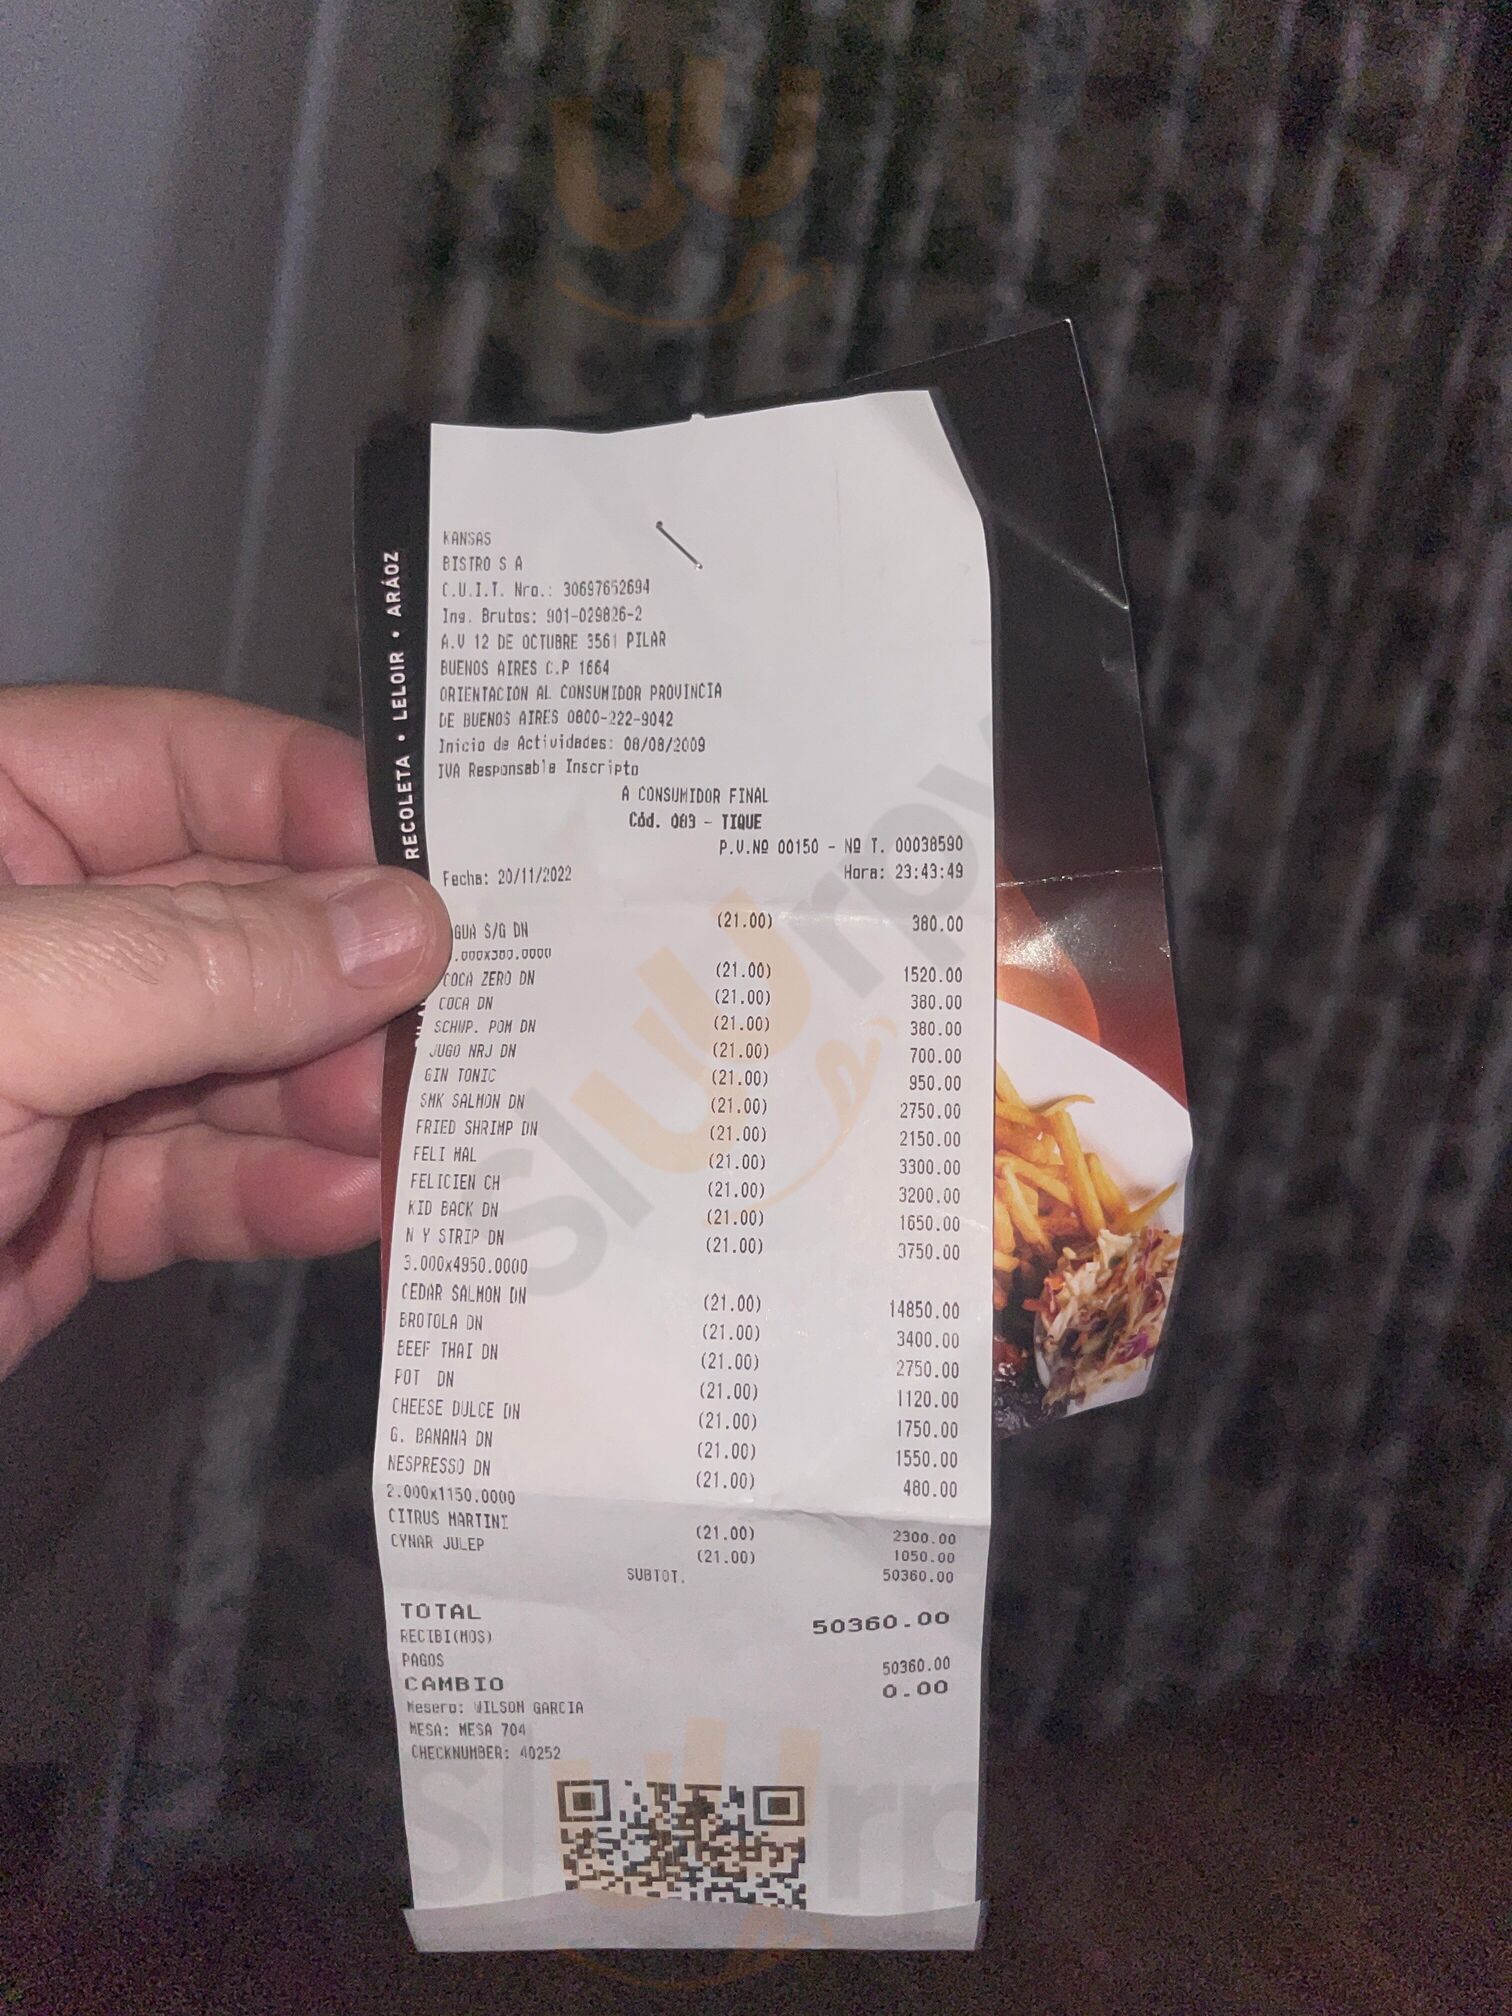 RECOLETA • LELOIR • ARÁOZ
KANSAS
BISTRO S A
C.U.I.T. Nro.: 30697652694
Ing. Brutos: 901-029826-2
A.V 12 DE OCTUBRE 3561 PILAR
BUENOS AIRES C.P 1664
ORIENTACION AL CONSUMIDOR PROVINCIA
DE BUENOS AIRES 0800-222-9042
Inicio de Actividades: 08/08/2009
IVA Responsable Inscripto
A CONSUMIDOR FINAL
Cód. 083 - TIQUE
P.V.Nº 00150 - Nº T. 00038590
Fecha: 20/11/2022 Hora: 23:43:49
GUA S/G DN (21.00) 380.00
.000x380.0000
COCA ZERO DN (21.00) 1520.00
COCA DN (21.00) 380.00
SCHWP. POM DN (21.00) 380.00
JUGO NRJ DN (21.00) 700.00
GIN TONIC (21.00) 950.00
SMK SALMON DN (21.00) 2750.00
FRIED SHRIMP DN (21.00) 2150.00
FELI MAL (21.00) 3300.00
FELICIEN CH (21.00) 3200.00
KID BACK DN (21.00) 1650.00
N Y STRIP DN (21.00) 3750.00
3.000x4950.0000
CEDAR SALMON DN (21.00) 14850.00
BROTOLA DN (21.00) 3400.00
BEEF THAI DN (21.00) 2750.00
POT DN (21.00) 1120.00
CHEESE DULCE DN (21.00) 1750.00
G. BANANA DN (21.00) 1550.00
NESPRESSO DN (21.00) 480.00
2.000x1150.0000
CITRUS MARTINI (21.00) 2300.00
CYNAR JULEP (21.00) 1050.00
SUBTOT. 50360.00
TOTAL 50360.00
RECIBI(MOS)
PAGOS 50360.00
CAMBIO 0.00
Mesero: WILSON GARCIA
MESA: MESA 704
CHECKNUMBER: 40252